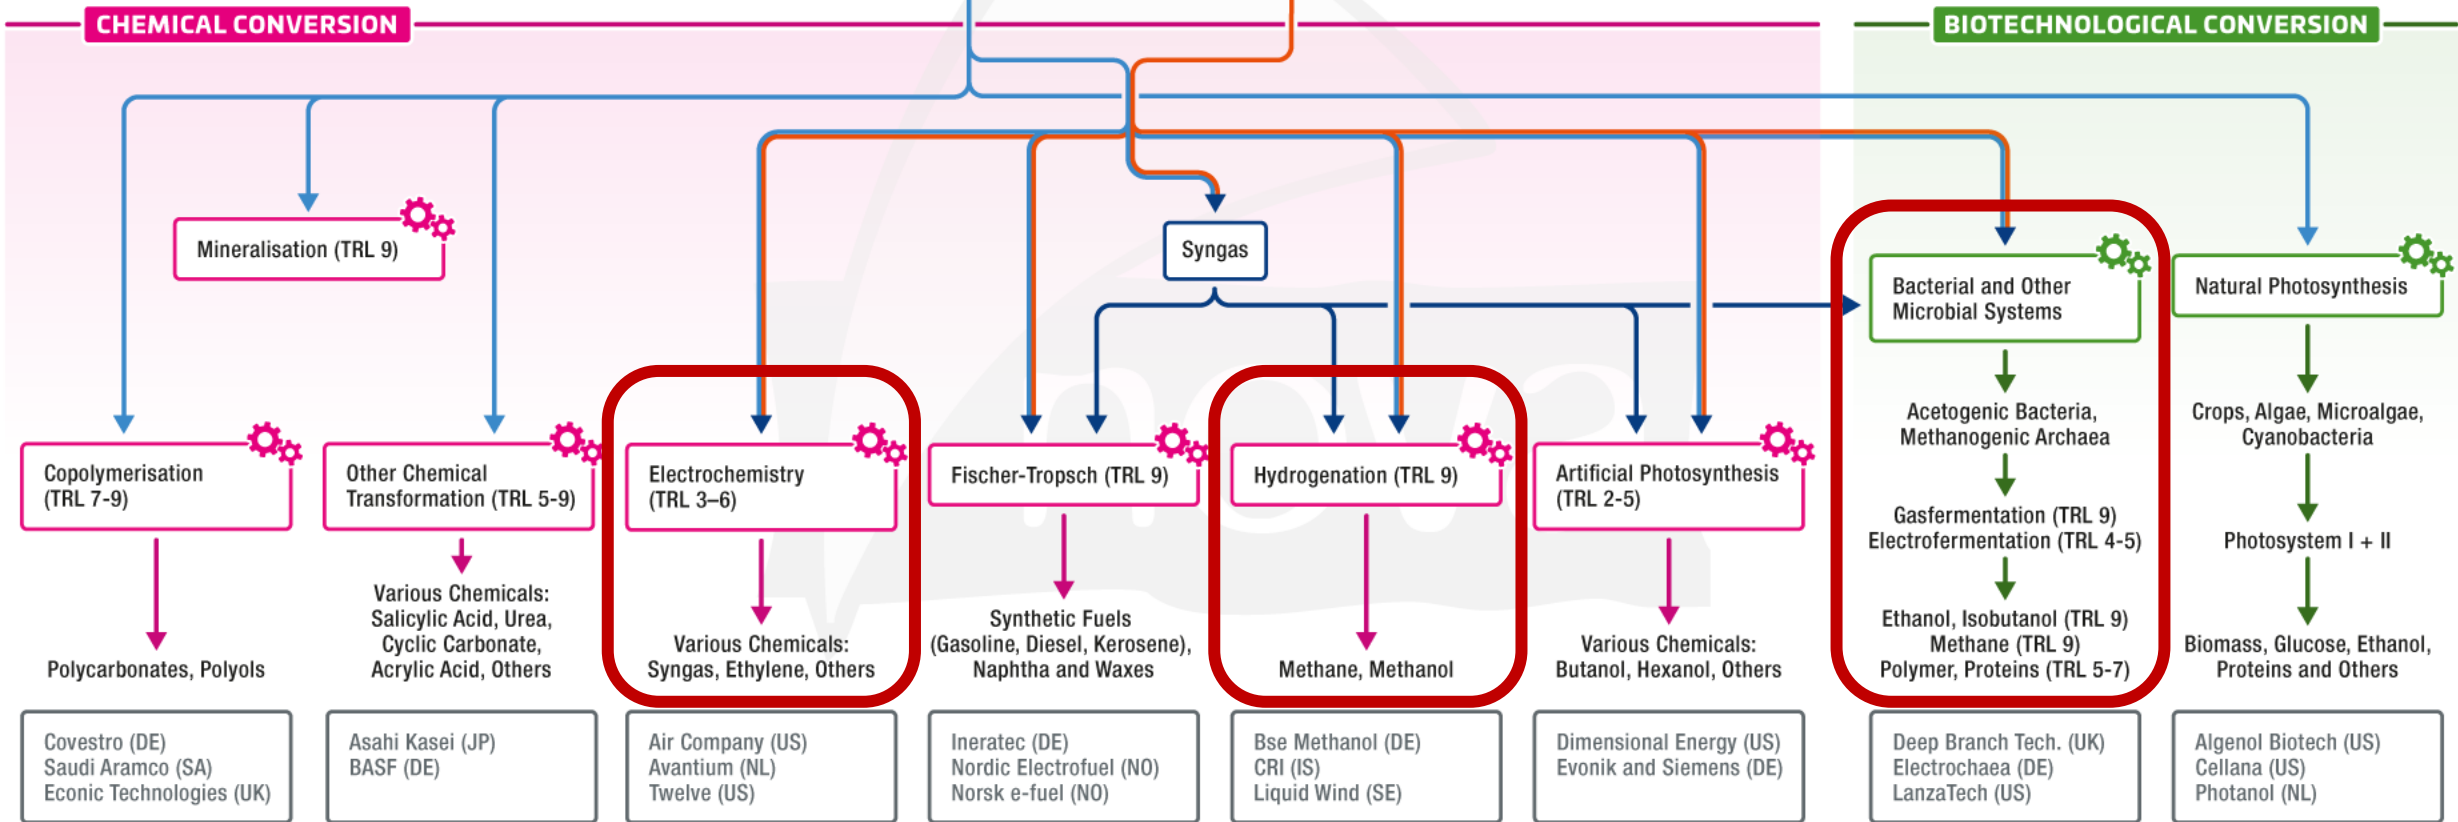 CHEMICAL CONVERSION
BIOTECHNOLOGICAL CONVERSION
Mineralisation (TRL 9)
Syngas
Bacterial and Other
Microbial Systems
Natural Photosynthesis
Acetogenic Bacteria,
Methanogenic Archaea
Crops, Algae, Microalgae,
Cyanobacteria
Copolymerisation
(TRL 7-9)
Other Chemical
Transformation (TRL 5-9)
Electrochemistry
(TRL 3–6)
Fischer-Tropsch (TRL 9)
Hydrogenation (TRL 9)
Artificial Photosynthesis
(TRL 2-5)
Gasfermentation (TRL 9)
Electrofermentation (TRL 4-5)
Photosystem I + II
Polycarbonates, Polyols
Various Chemicals:
Salicylic Acid, Urea,
Cyclic Carbonate,
Acrylic Acid, Others
Various Chemicals:
Syngas, Ethylene, Others
Synthetic Fuels
(Gasoline, Diesel, Kerosene),
Naphtha and Waxes
Methane, Methanol
Various Chemicals:
Butanol, Hexanol, Others
Ethanol, Isobutanol (TRL 9)
Methane (TRL 9)
Polymer, Proteins (TRL 5-7)
Biomass, Glucose, Ethanol,
Proteins and Others
Covestro (DE)
Saudi Aramco (SA)
Econic Technologies (UK)
Asahi Kasei (JP)
BASF (DE)
Air Company (US)
Avantium (NL)
Twelve (US)
Ineratec (DE)
Nordic Electrofuel (NO)
Norsk e-fuel (NO)
Bse Methanol (DE)
CRI (IS)
Liquid Wind (SE)
Dimensional Energy (US)
Evonik and Siemens (DE)
Deep Branch Tech. (UK)
Electrochaea (DE)
LanzaTech (US)
Algenol Biotech (US)
Cellana (US)
Photanol (NL)
nova